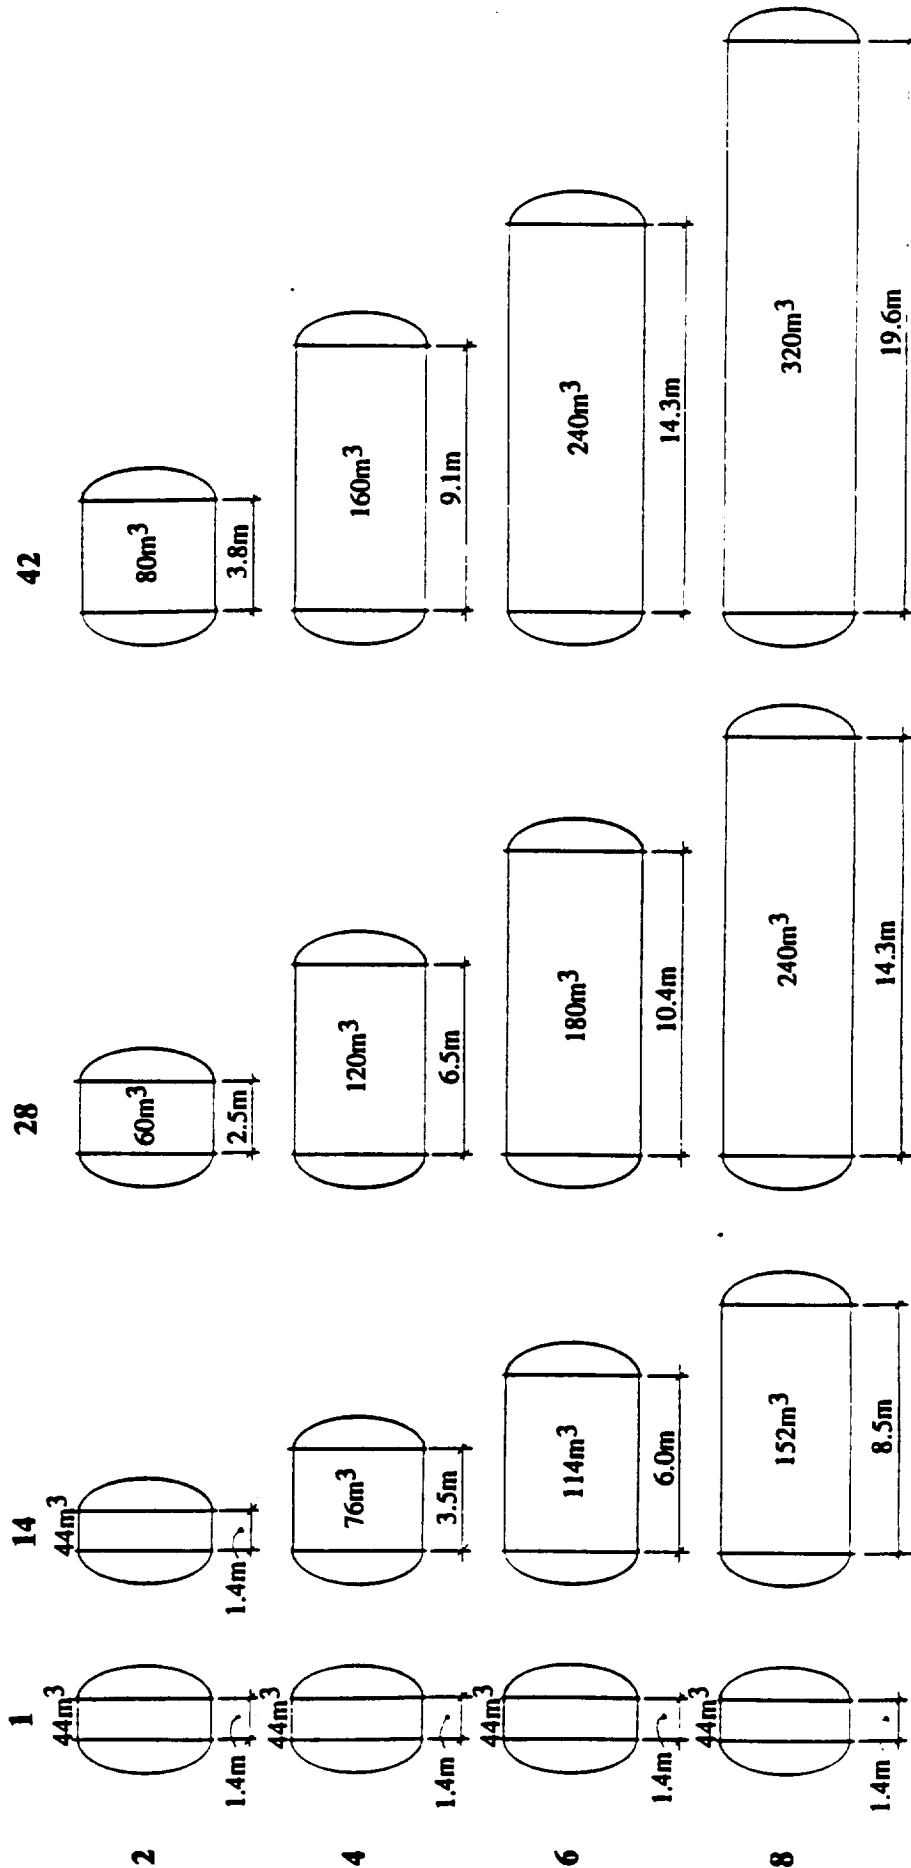 1 14 28 42
44m³ 44m³
2 60m³ 80m³
1.4m 1.4m 2.5m 3.8m
44m³
4 76m³ 120m³ 160m³
1.4m 3.5m 6.5m 9.1m
44m³
6 114m³ 180m³ 240m³
1.4m 6.0m 10.4m 14.3m
44m³
8 152m³ 240m³ 320m³
1.4m 8.5m 14.3m 19.6m